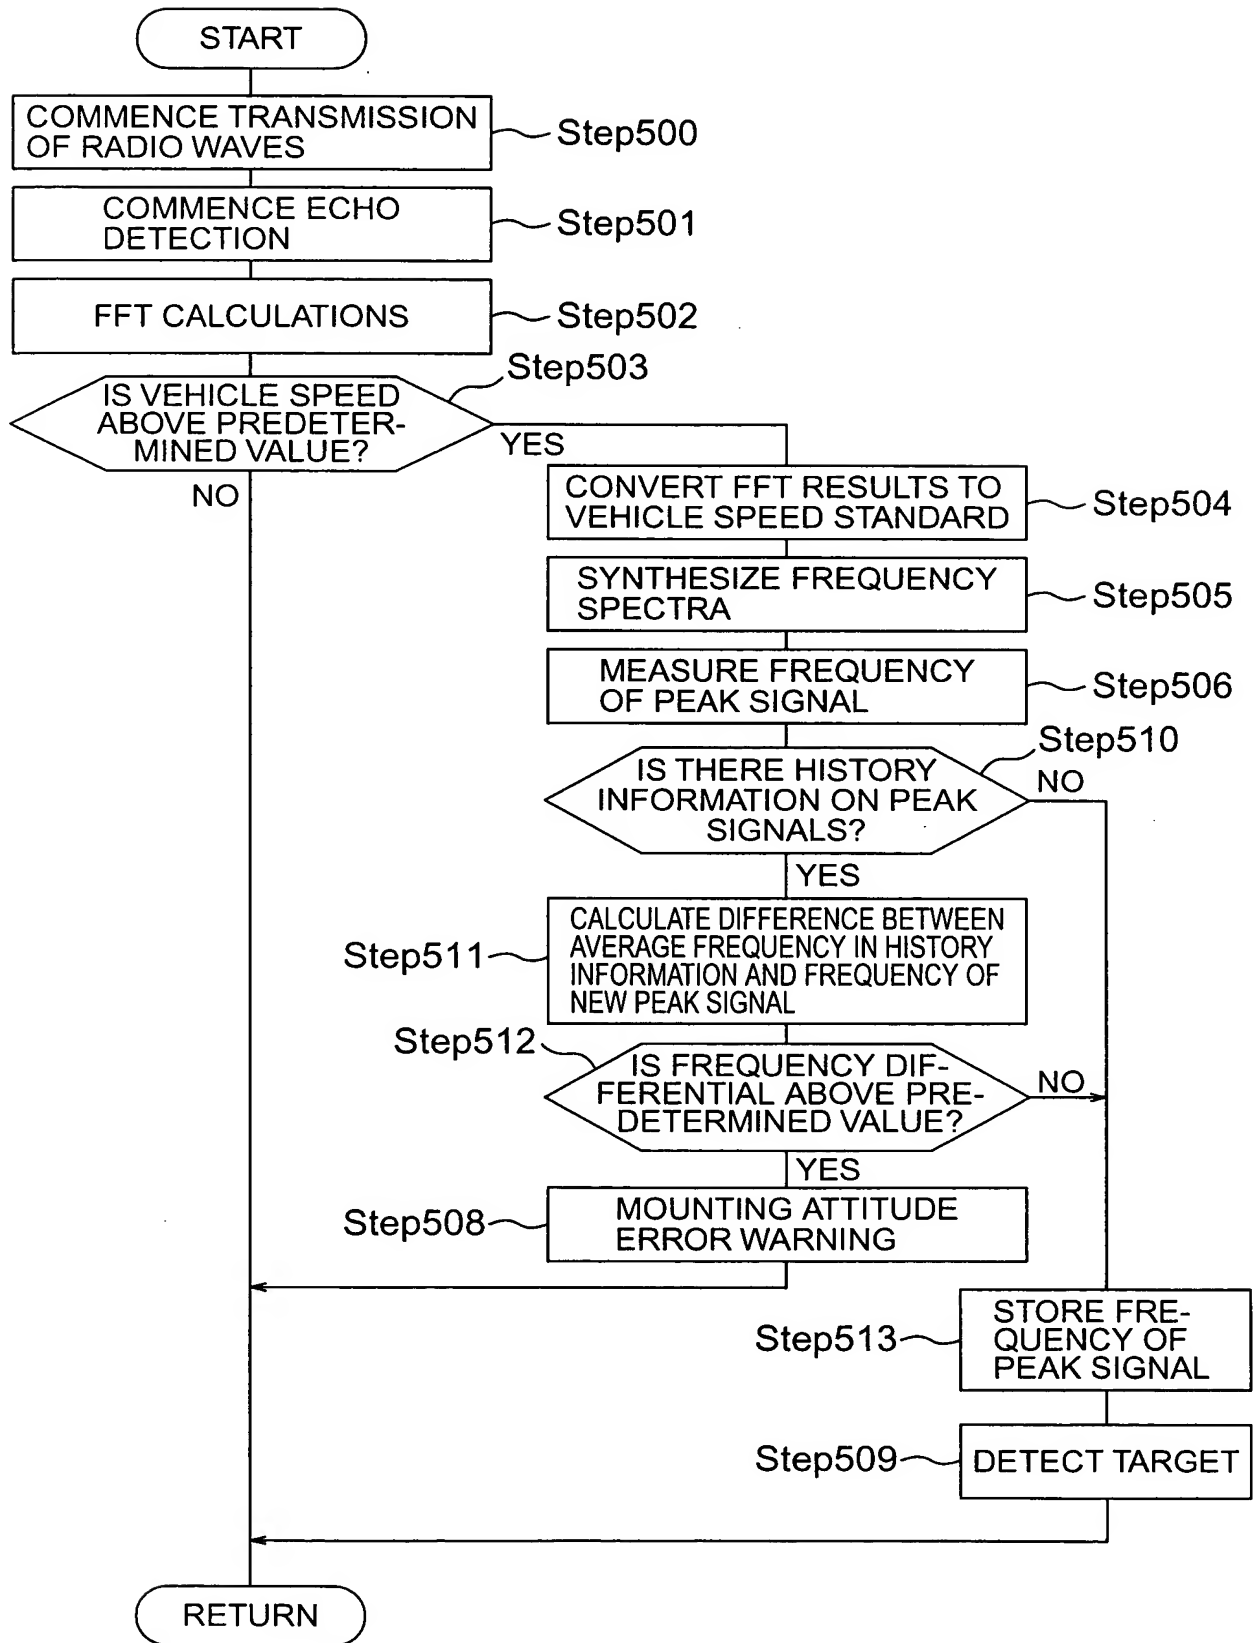 START
COMMENCE TRANSMISSION
OF RADIO WAVES
Step500
COMMENCE ECHO
DETECTION
Step501
FFT CALCULATIONS
Step502
Step503
IS VEHICLE SPEED
ABOVE PREDETER-
MINED VALUE?
YES
NO
CONVERT FFT RESULTS TO
VEHICLE SPEED STANDARD
Step504
SYNTHESIZE FREQUENCY
SPECTRA
Step505
MEASURE FREQUENCY
OF PEAK SIGNAL
Step506
Step510
IS THERE HISTORY
INFORMATION ON PEAK
SIGNALS?
NO
YES
Step511
CALCULATE DIFFERENCE BETWEEN
AVERAGE FREQUENCY IN HISTORY
INFORMATION AND FREQUENCY OF
NEW PEAK SIGNAL
Step512
IS FREQUENCY DIF-
FERENTIAL ABOVE PRE-
DETERMINED VALUE?
NO
YES
Step508
MOUNTING ATTITUDE
ERROR WARNING
Step513
STORE FRE-
QUENCY OF
PEAK SIGNAL
Step509
DETECT TARGET
RETURN